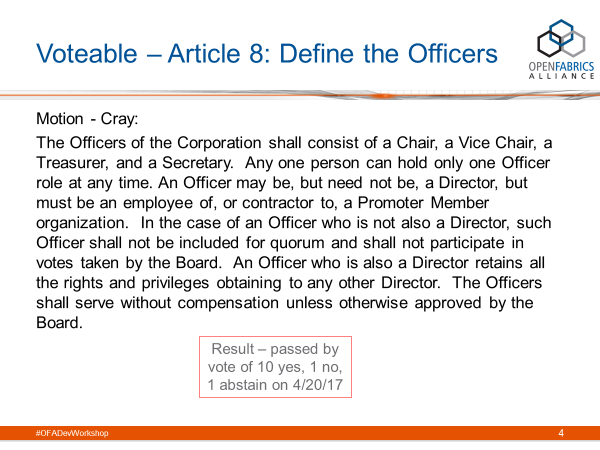 Voteable – Article 8: Define the Officers
OPENFABRICS
ALLIANCE
Motion - Cray:
The Officers of the Corporation shall consist of a Chair, a Vice Chair, a
Treasurer, and a Secretary.  Any one person can hold only one Officer
role at any time. An Officer may be, but need not be, a Director, but
must be an employee of, or contractor to, a Promoter Member
organization.  In the case of an Officer who is not also a Director, such
Officer shall not be included for quorum and shall not participate in
votes taken by the Board.  An Officer who is also a Director retains all
the rights and privileges obtaining to any other Director.  The Officers
shall serve without compensation unless otherwise approved by the
Board.
Result – passed by
vote of 10 yes, 1 no,
1 abstain on 4/20/17
#OFADevWorkshop
4